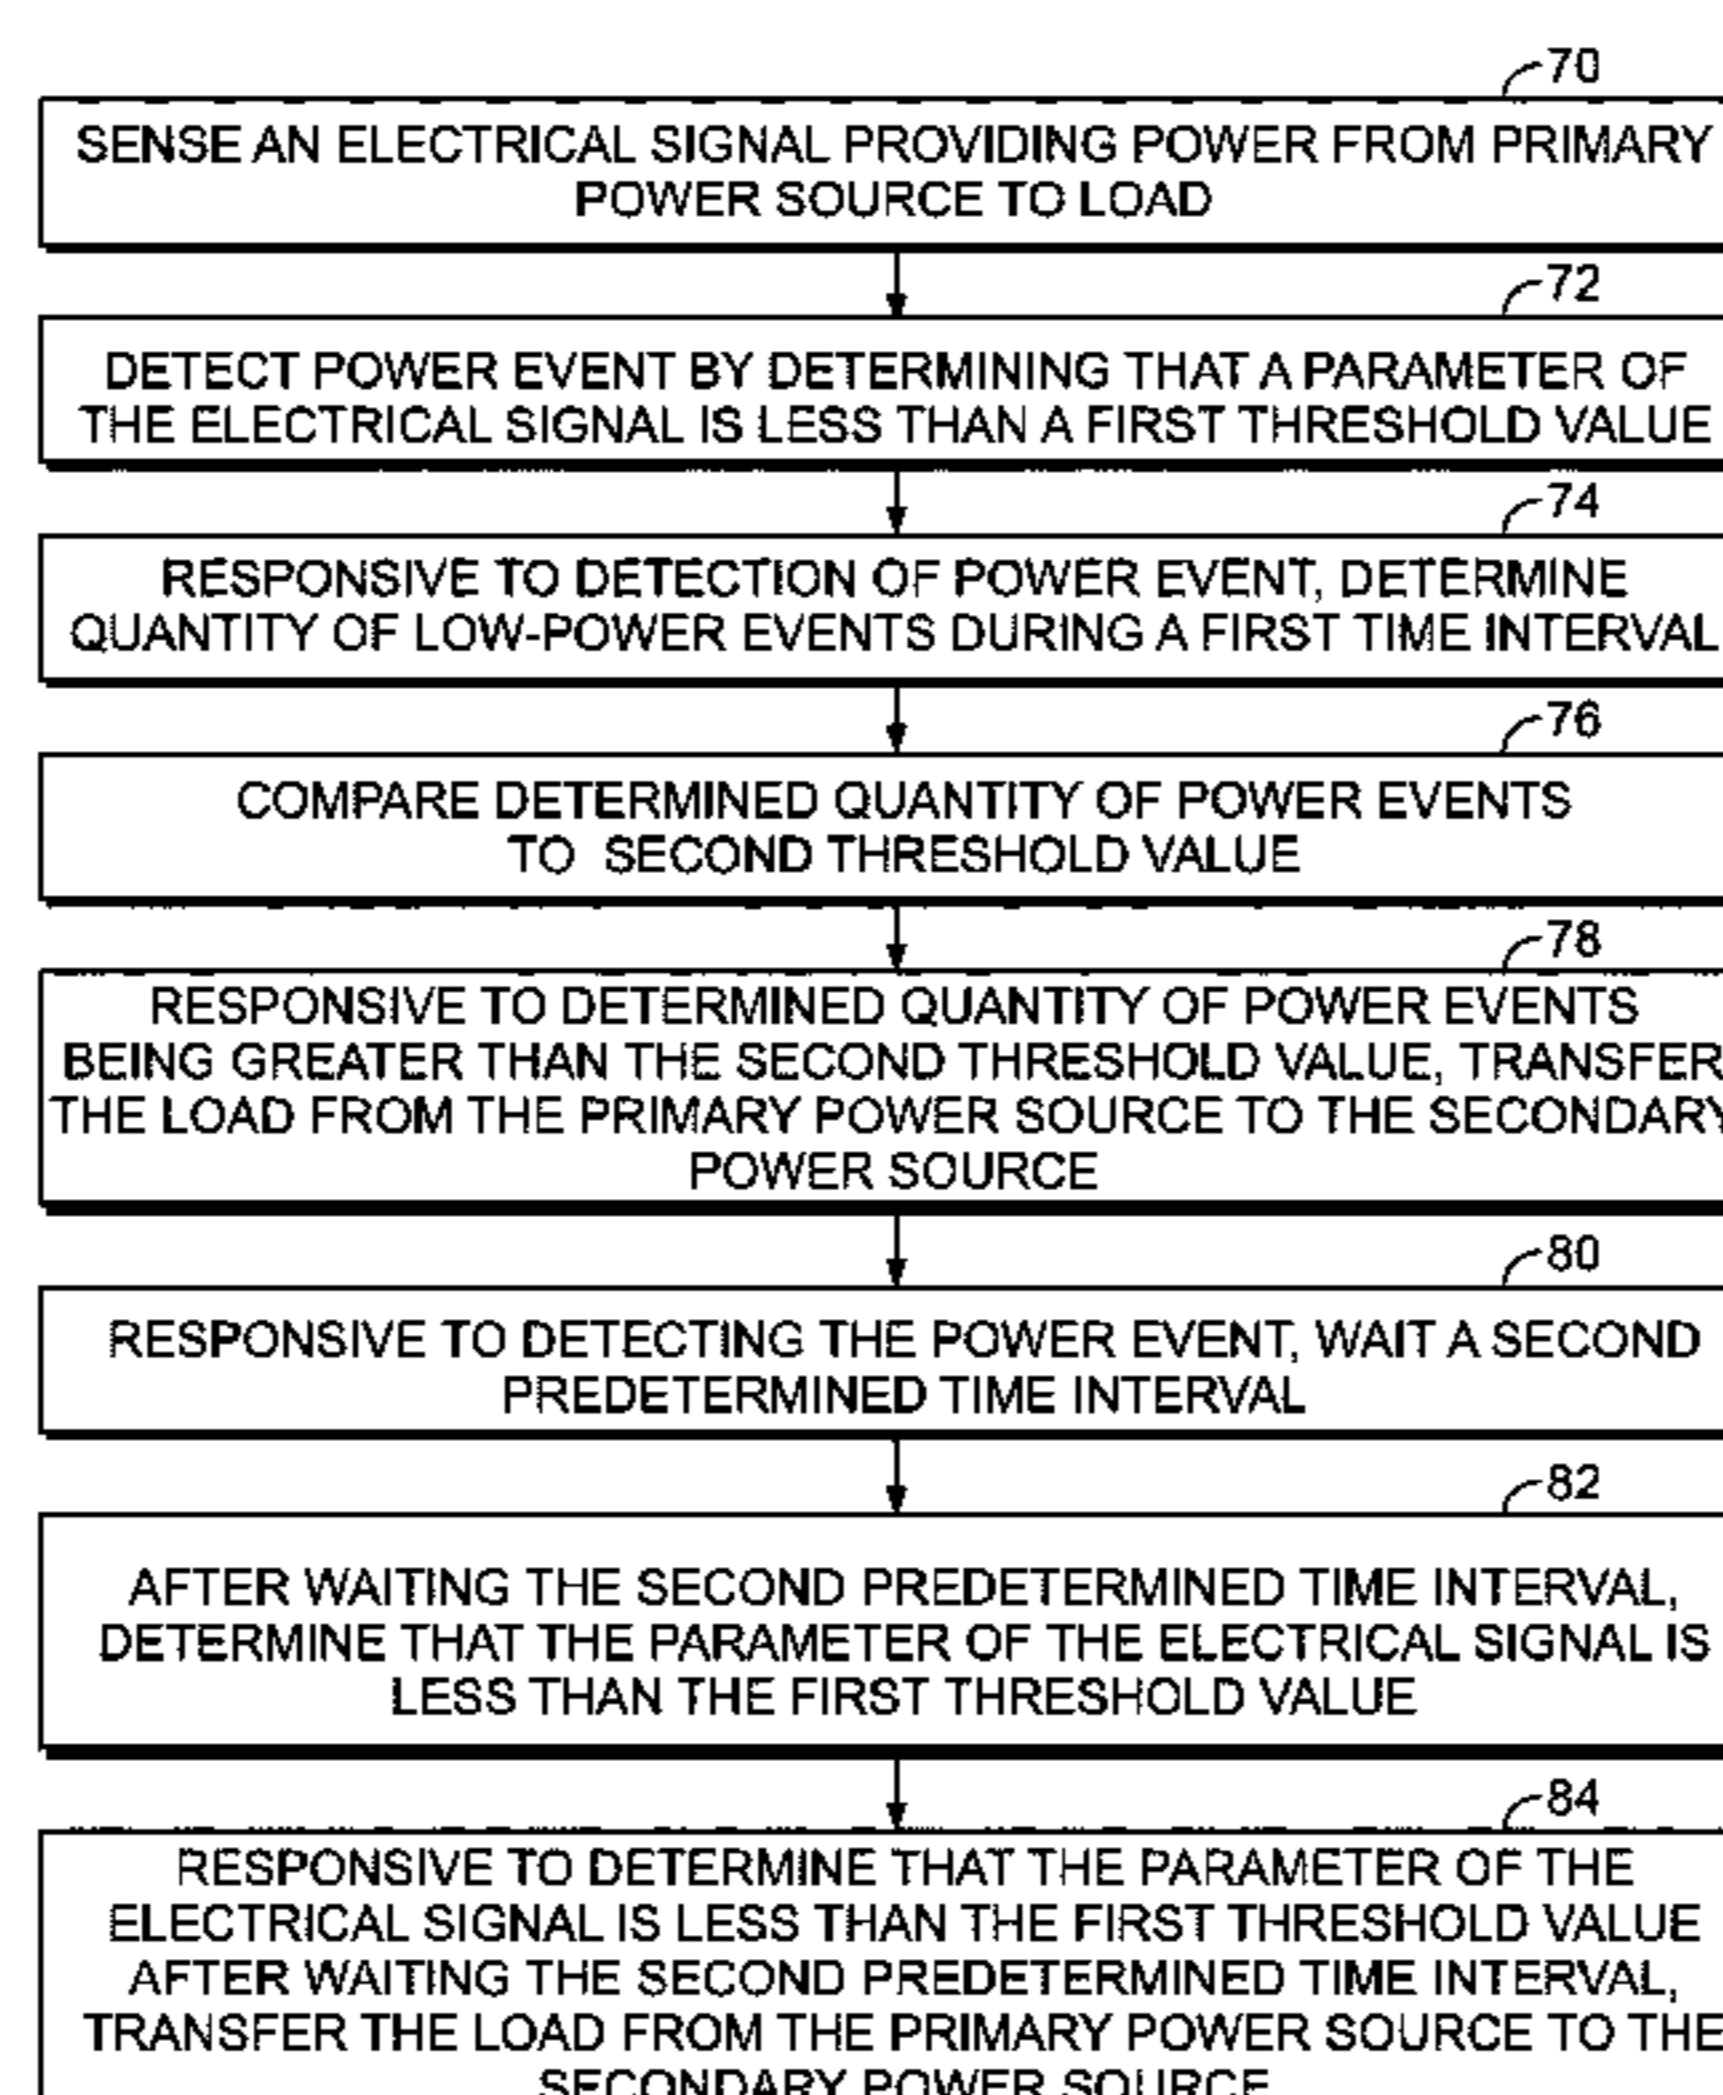 70
SENSE AN ELECTRICAL SIGNAL PROVIDING POWER FROM PRIMARY
POWER SOURCE TO LOAD
72
DETECT POWER EVENT BY DETERMINING THAT A PARAMETER OF
THE ELECTRICAL SIGNAL IS LESS THAN A FIRST THRESHOLD VALUE
74
RESPONSIVE TO DETECTION OF POWER EVENT, DETERMINE
QUANTITY OF LOW-POWER EVENTS DURING A FIRST TIME INTERVAL
76
COMPARE DETERMINED QUANTITY OF POWER EVENTS
TO SECOND THRESHOLD VALUE
78
RESPONSIVE TO DETERMINED QUANTITY OF POWER EVENTS
BEING GREATER THAN THE SECOND THRESHOLD VALUE, TRANSFER
THE LOAD FROM THE PRIMARY POWER SOURCE TO THE SECONDARY
POWER SOURCE
80
RESPONSIVE TO DETECTING THE POWER EVENT, WAIT A SECOND
PREDETERMINED TIME INTERVAL
82
AFTER WAITING THE SECOND PREDETERMINED TIME INTERVAL,
DETERMINE THAT THE PARAMETER OF THE ELECTRICAL SIGNAL IS
LESS THAN THE FIRST THRESHOLD VALUE
84
RESPONSIVE TO DETERMINE THAT THE PARAMETER OF THE
ELECTRICAL SIGNAL IS LESS THAN THE FIRST THRESHOLD VALUE
AFTER WAITING THE SECOND PREDETERMINED TIME INTERVAL,
TRANSFER THE LOAD FROM THE PRIMARY POWER SOURCE TO THE
SECONDARY POWER SOURCE